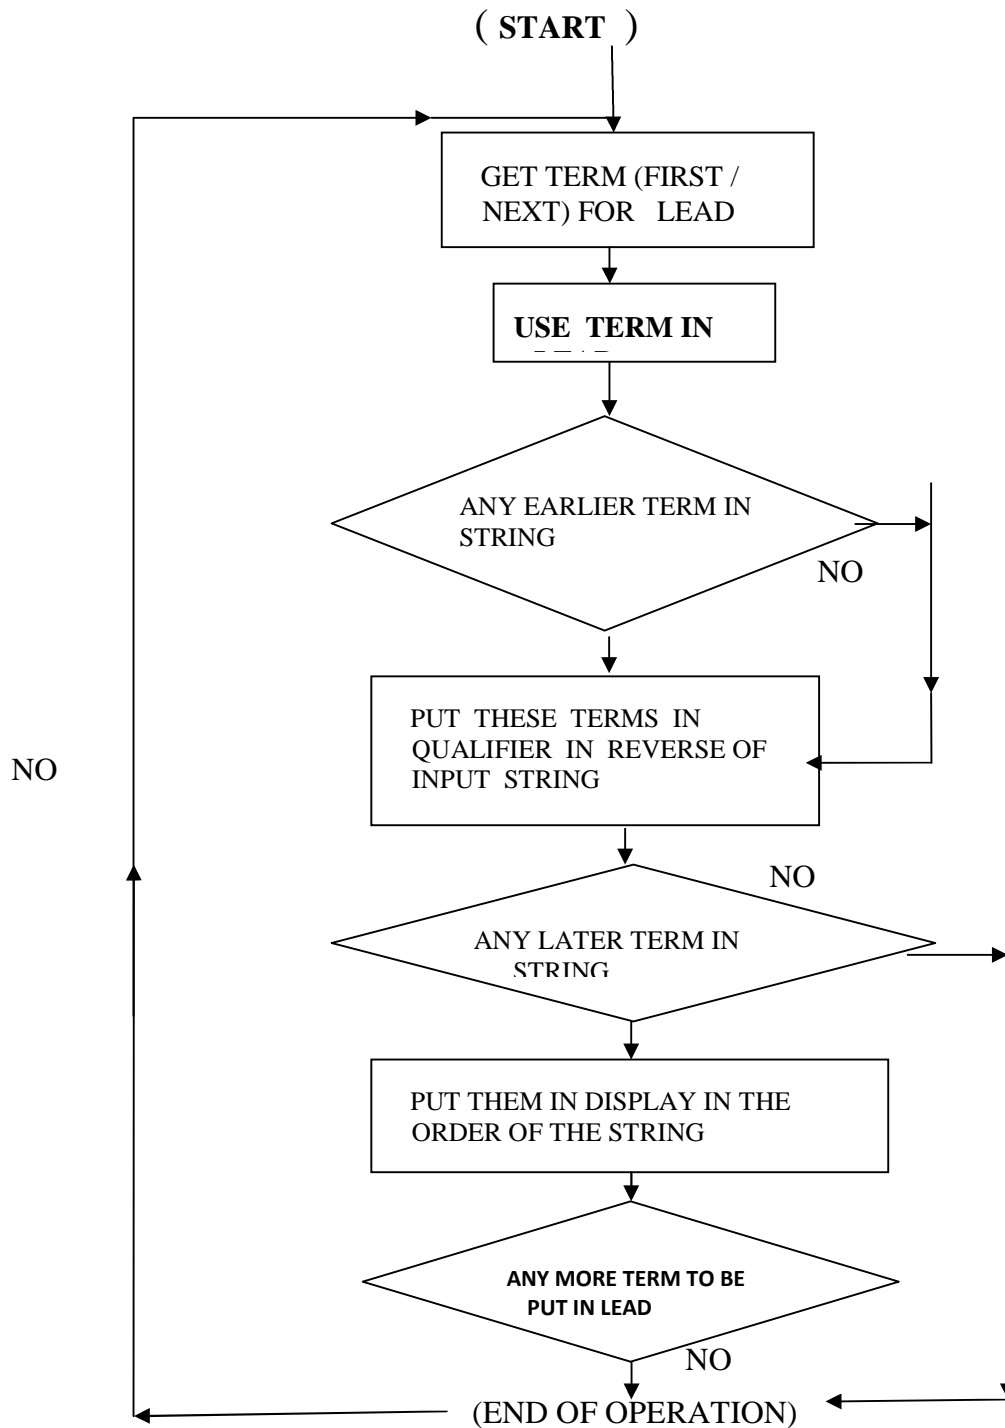 ( START )
GET TERM (FIRST /
NEXT) FOR LEAD
USE TERM IN
ANY EARLIER TERM IN
STRING
NO
PUT THESE TERMS IN
QUALIFIER IN REVERSE OF
INPUT STRING
NO
NO
ANY LATER TERM IN
STRING
PUT THEM IN DISPLAY IN THE
ORDER OF THE STRING
ANY MORE TERM TO BE
PUT IN LEAD
NO
(END OF OPERATION)